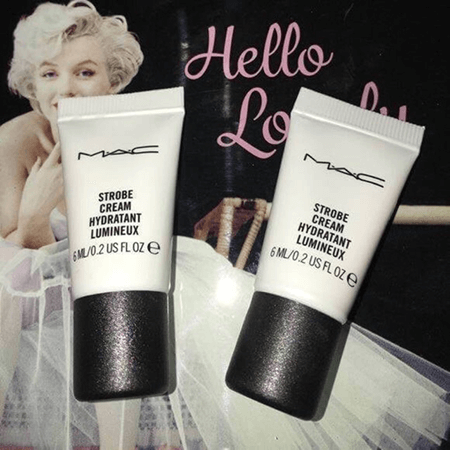 Hello
M·A·C
STROBE
CREAM
HYDRATANT
LUMINEUX
6 ML/0.2 US FL OZ e
M·A·C
STROBE
CREAM
HYDRATANT
LUMINEUX
6 ML/0.2 US FL OZ e